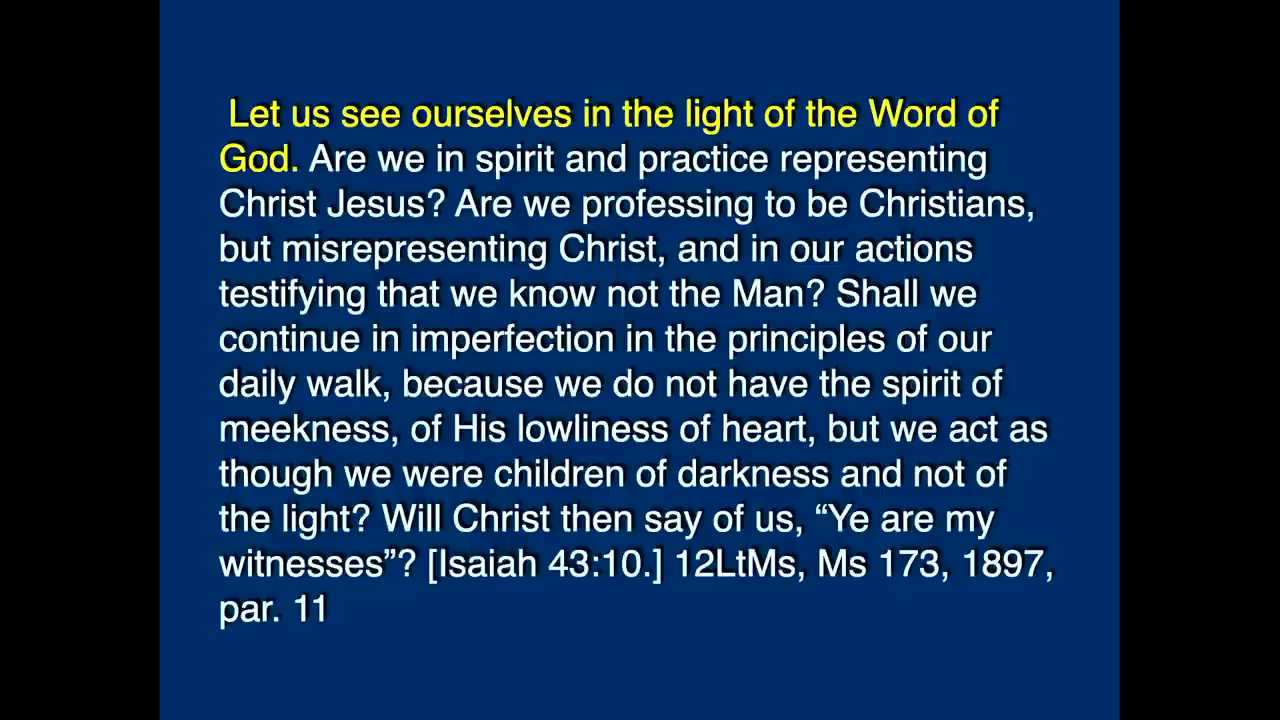 Let us see ourselves in the light of the Word of
God. Are we in spirit and practice representing
Christ Jesus? Are we professing to be Christians,
but misrepresenting Christ, and in our actions
testifying that we know not the Man? Shall we
continue in imperfection in the principles of our
daily walk, because we do not have the spirit of
meekness, of His lowliness of heart, but we act as
though we were children of darkness and not of
the light? Will Christ then say of us, “Ye are my
witnesses”? [Isaiah 43:10.] 12LtMs, Ms 173, 1897,
par. 11